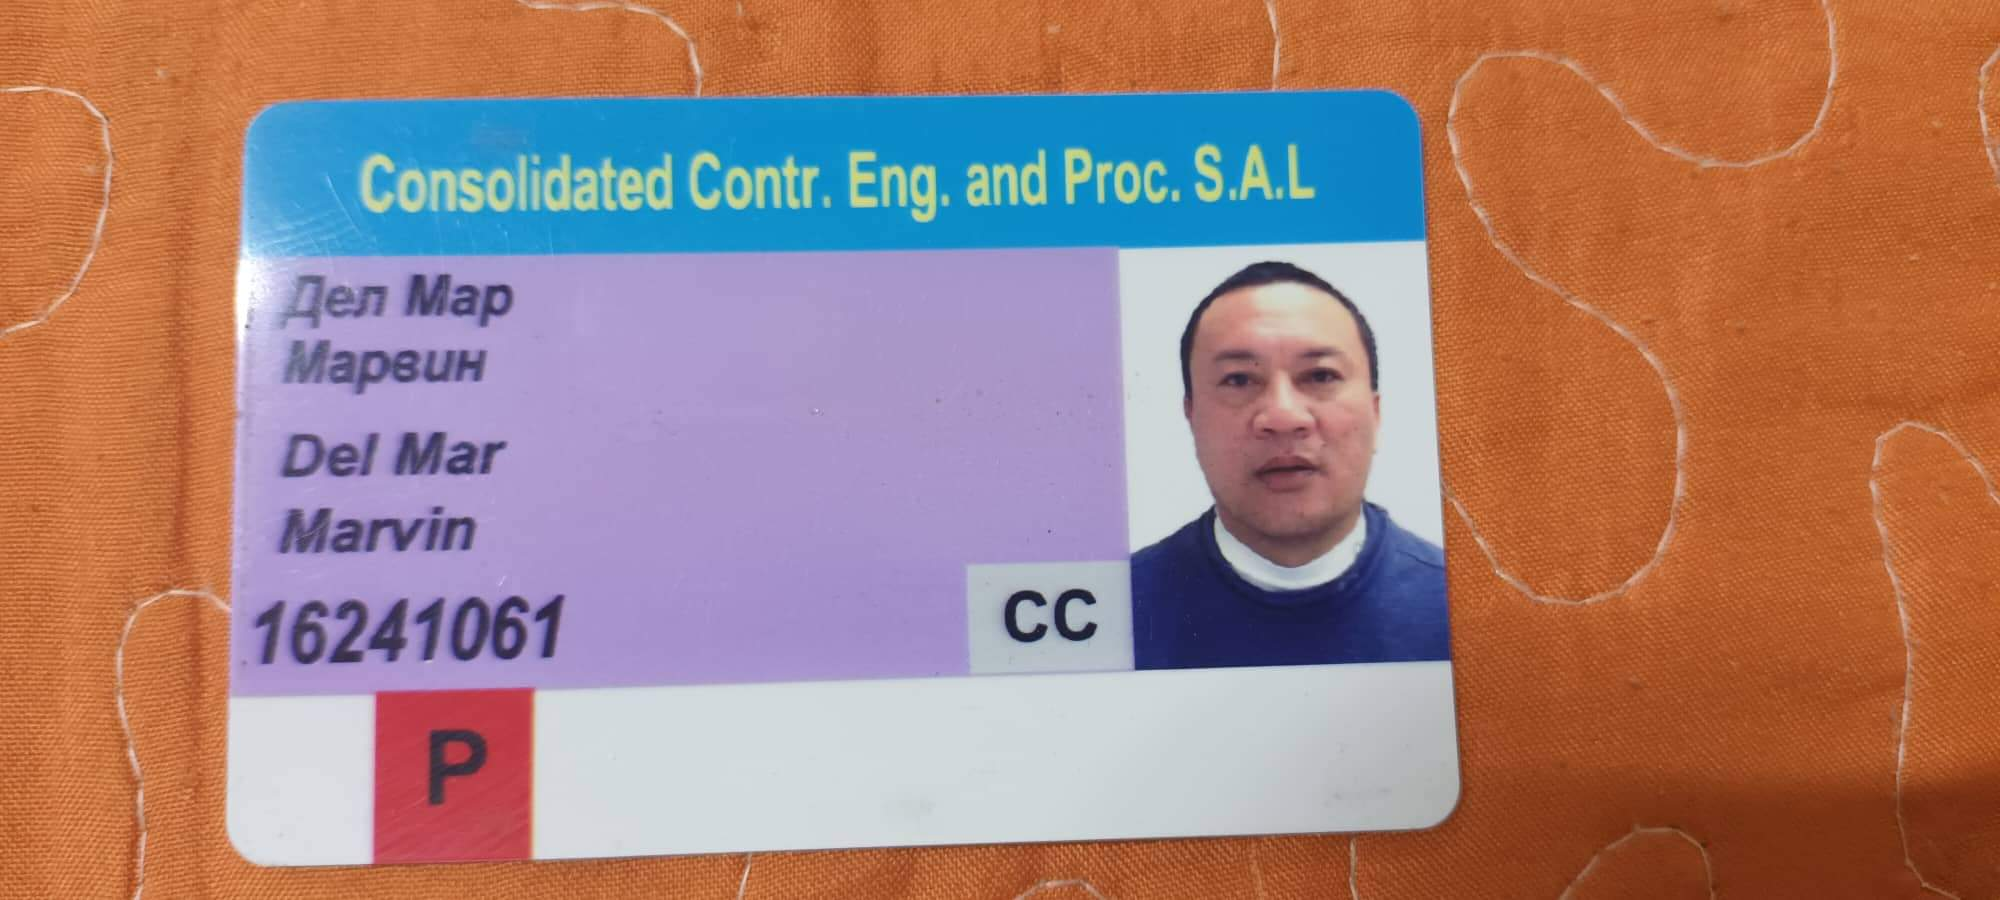 Consolidated Contr. Eng. and Proc. S.A.L
Дел Мар
Марвин
Del Mar
Marvin
16241061
CC
P